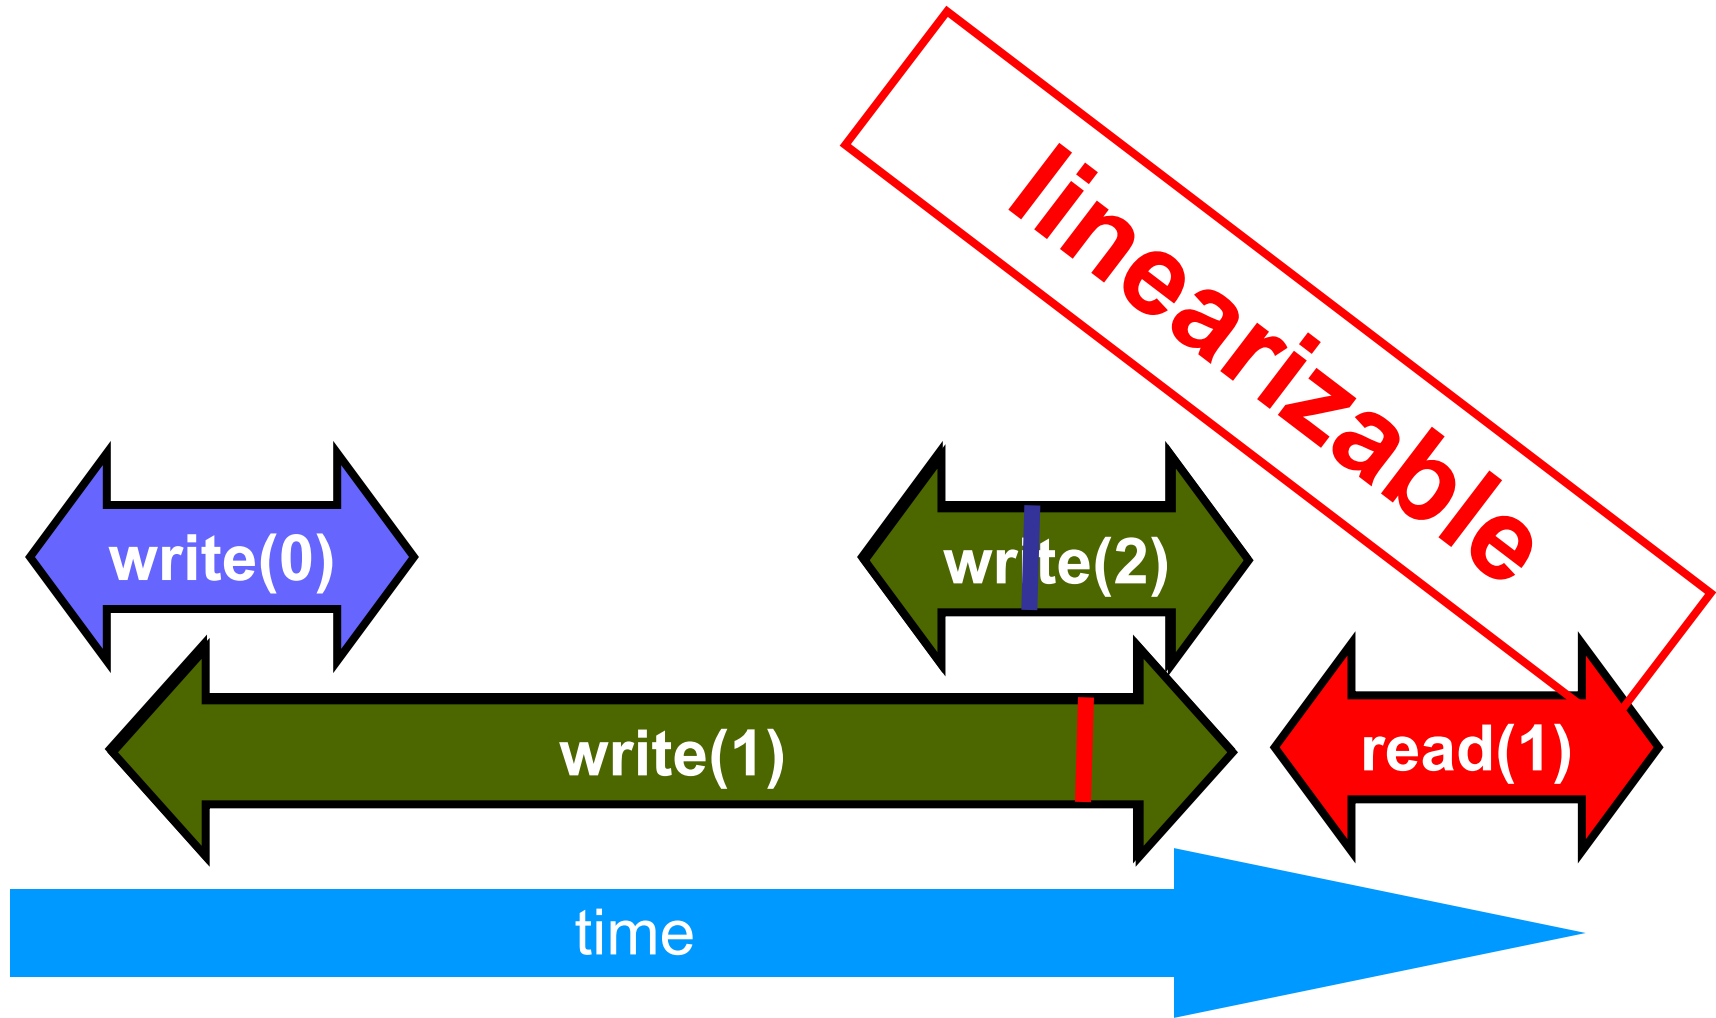 linearizable
write(0)
write(2)
write(1)
read(1)
time